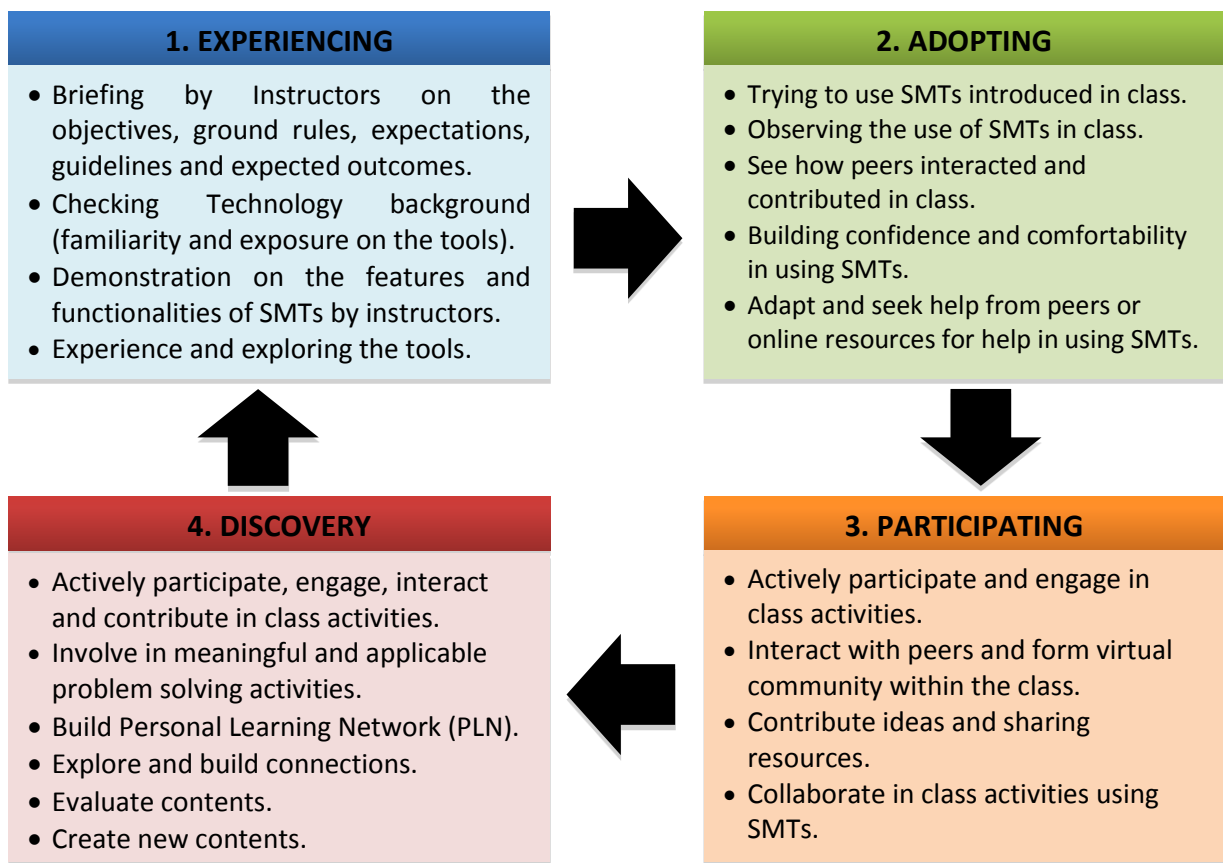 1. EXPERIENCING
• Briefing by Instructors on the
objectives, ground rules, expectations,
guidelines and expected outcomes.
• Checking Technology background
(familiarity and exposure on the tools).
• Demonstration on the features and
functionalities of SMTs by instructors.
• Experience and exploring the tools.
2. ADOPTING
• Trying to use SMTs introduced in class.
• Observing the use of SMTs in class.
• See how peers interacted and
contributed in class.
• Building confidence and comfortability
in using SMTs.
• Adapt and seek help from peers or
online resources for help in using SMTs.
3. PARTICIPATING
• Actively participate and engage in
class activities.
• Interact with peers and form virtual
community within the class.
• Contribute ideas and sharing
resources.
• Collaborate in class activities using
SMTs.
4. DISCOVERY
• Actively participate, engage, interact
and contribute in class activities.
• Involve in meaningful and applicable
problem solving activities.
• Build Personal Learning Network (PLN).
• Explore and build connections.
• Evaluate contents.
• Create new contents.